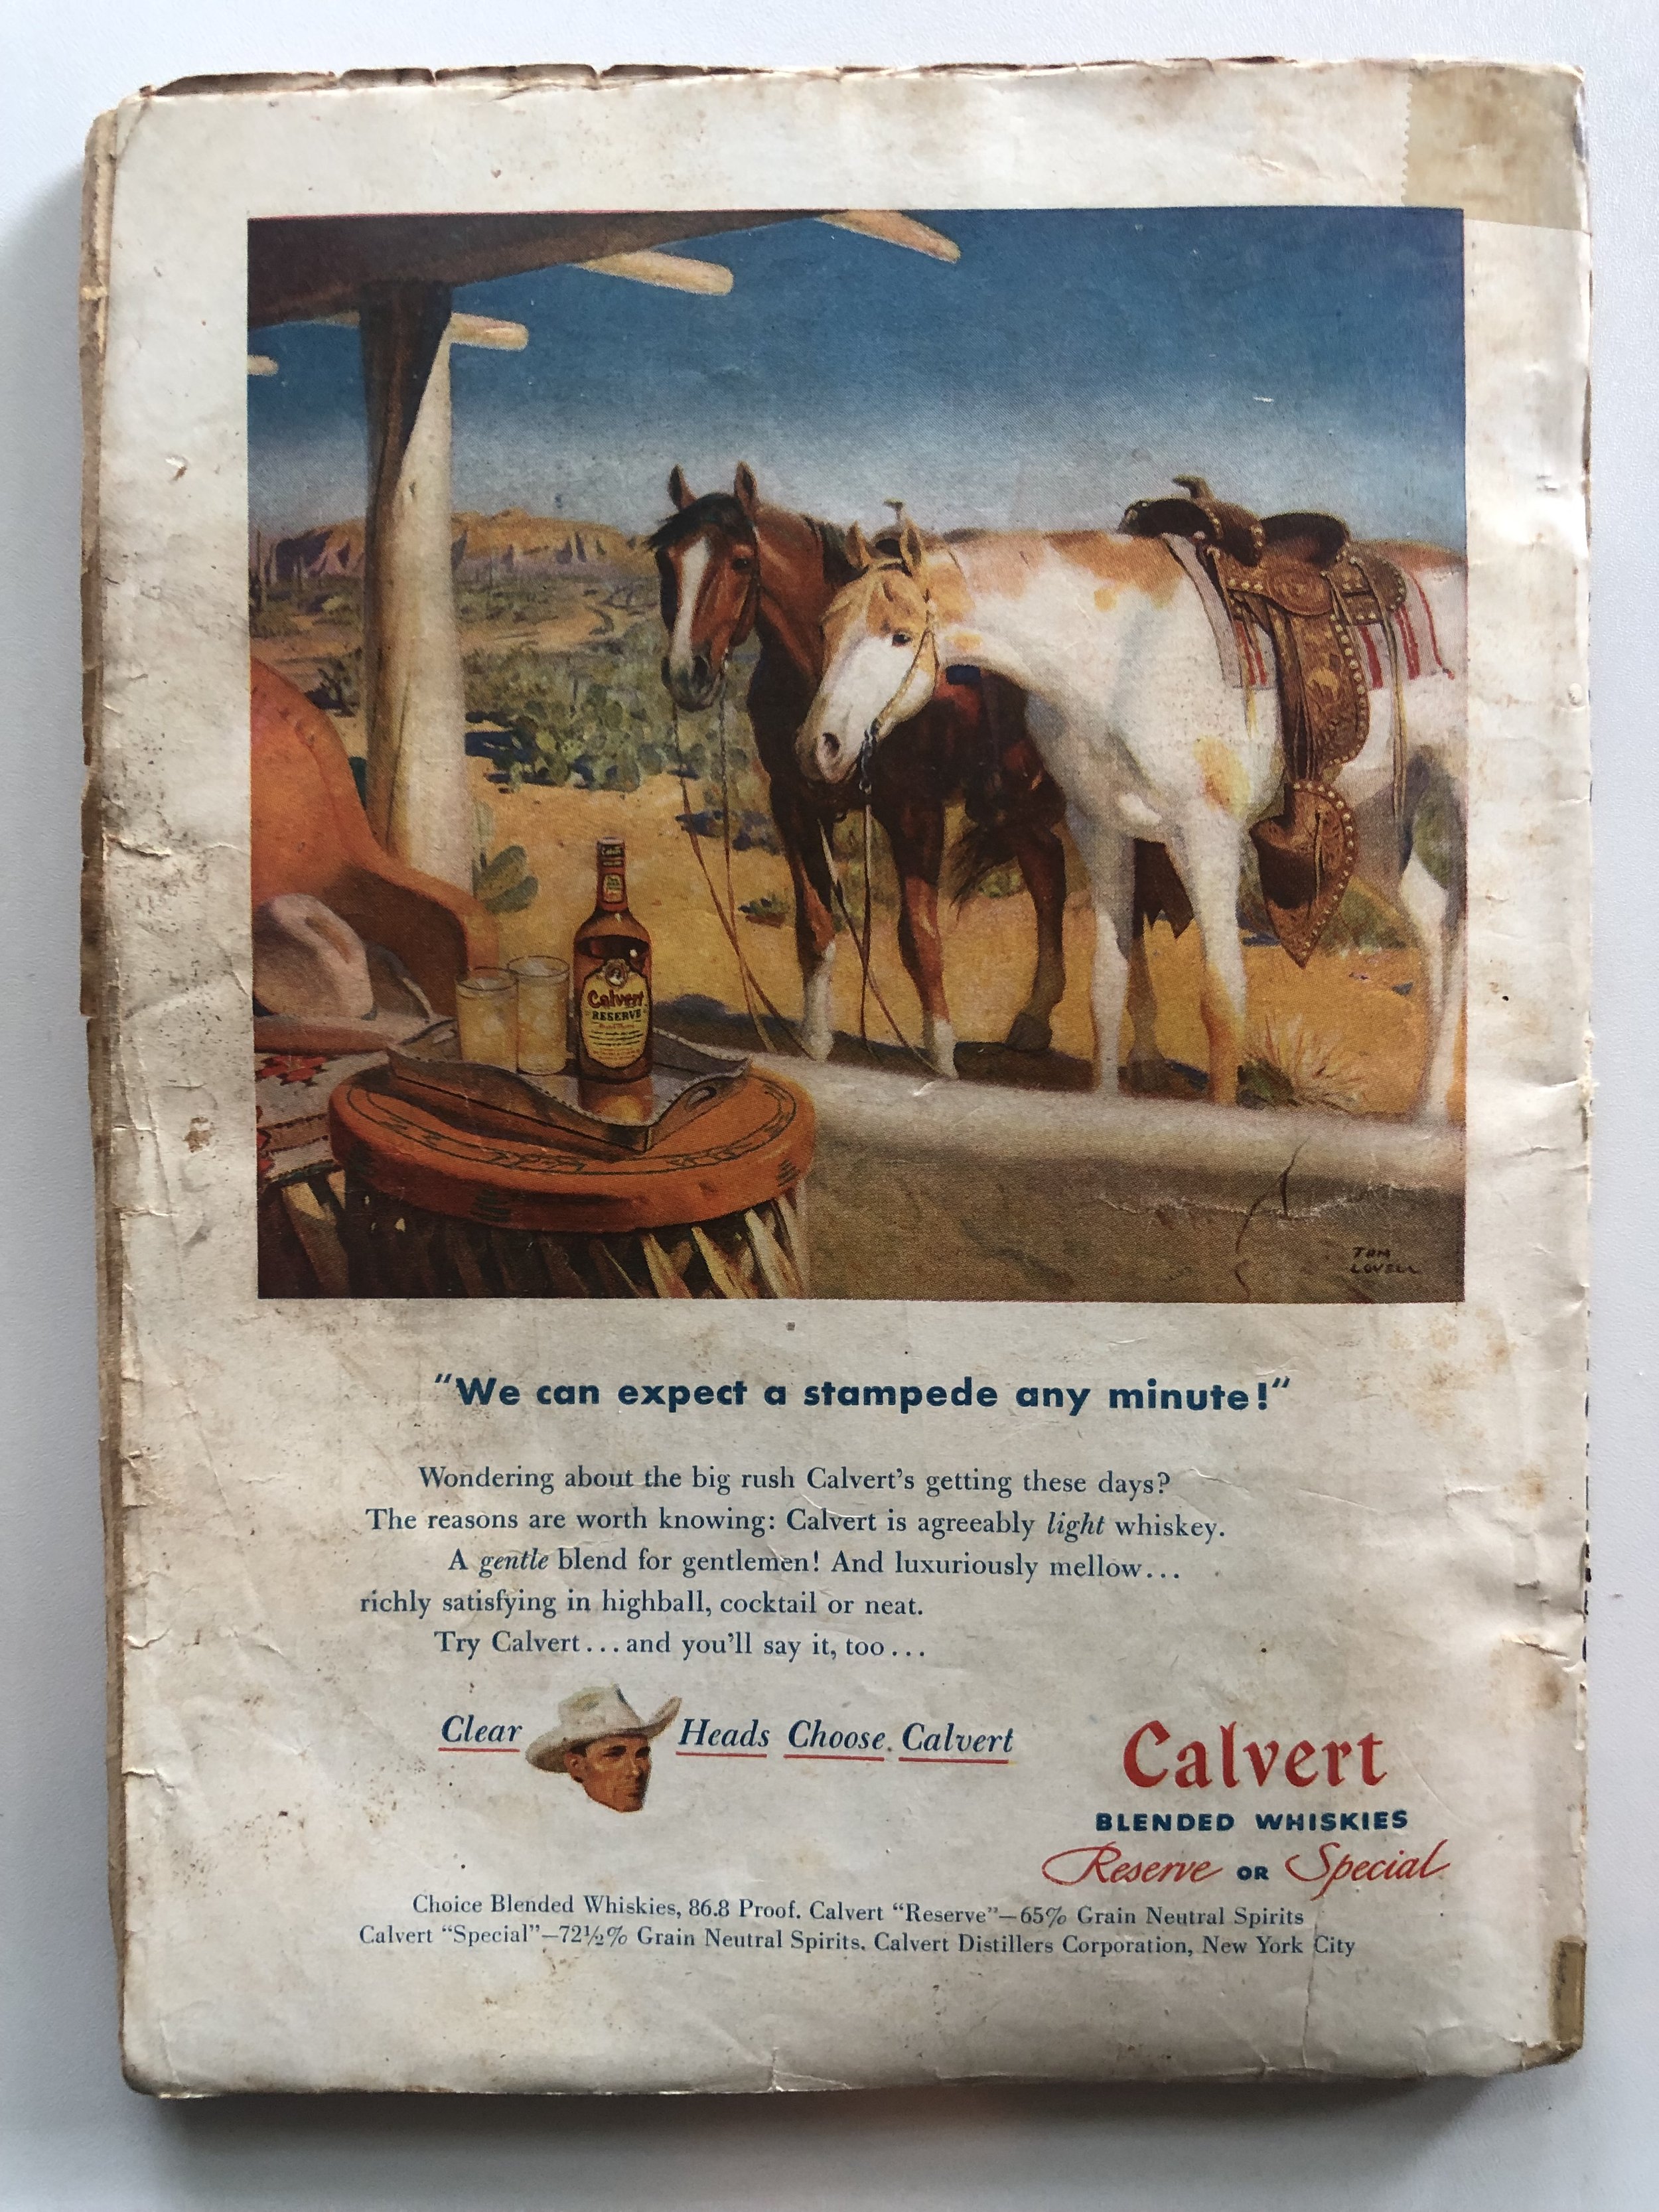 Calvert
RESERVE
TOM
LOVELL
"We can expect a stampede any minute!"
Wondering about the big rush Calvert's getting these days?
The reasons are worth knowing: Calvert is agreeably light whiskey.
A gentle blend for gentlemen! And luxuriously mellow...
richly satisfying in highball, cocktail or neat.
Try Calvert...and you'll say it, too...
Clear Heads Choose Calvert
Calvert
BLENDED WHISKIES
Reserve OR Special
Choice Blended Whiskies, 86.8 Proof. Calvert “Reserve”—65% Grain Neutral Spirits
Calvert “Special”—72½% Grain Neutral Spirits. Calvert Distillers Corporation, New York City